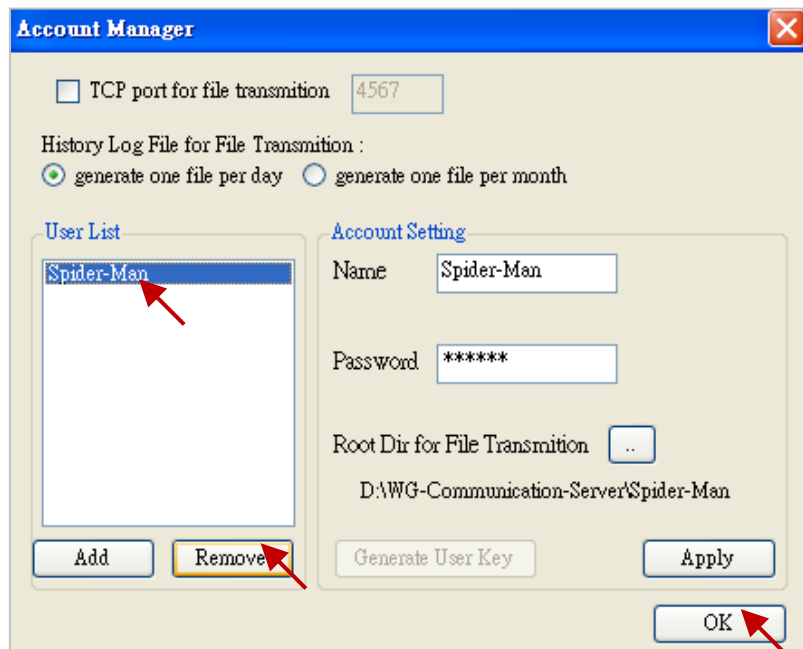 Account Manager
TCP port for file transmition 4567
History Log File for File Transmition :
generate one file per day generate one file per month
User List
Spider-Man
Add Remove
Account Setting
Name Spider-Man
Password ******
Root Dir for File Transmition ..
D:\WG-Communication-Server\Spider-Man
Generate User Key Apply
OK